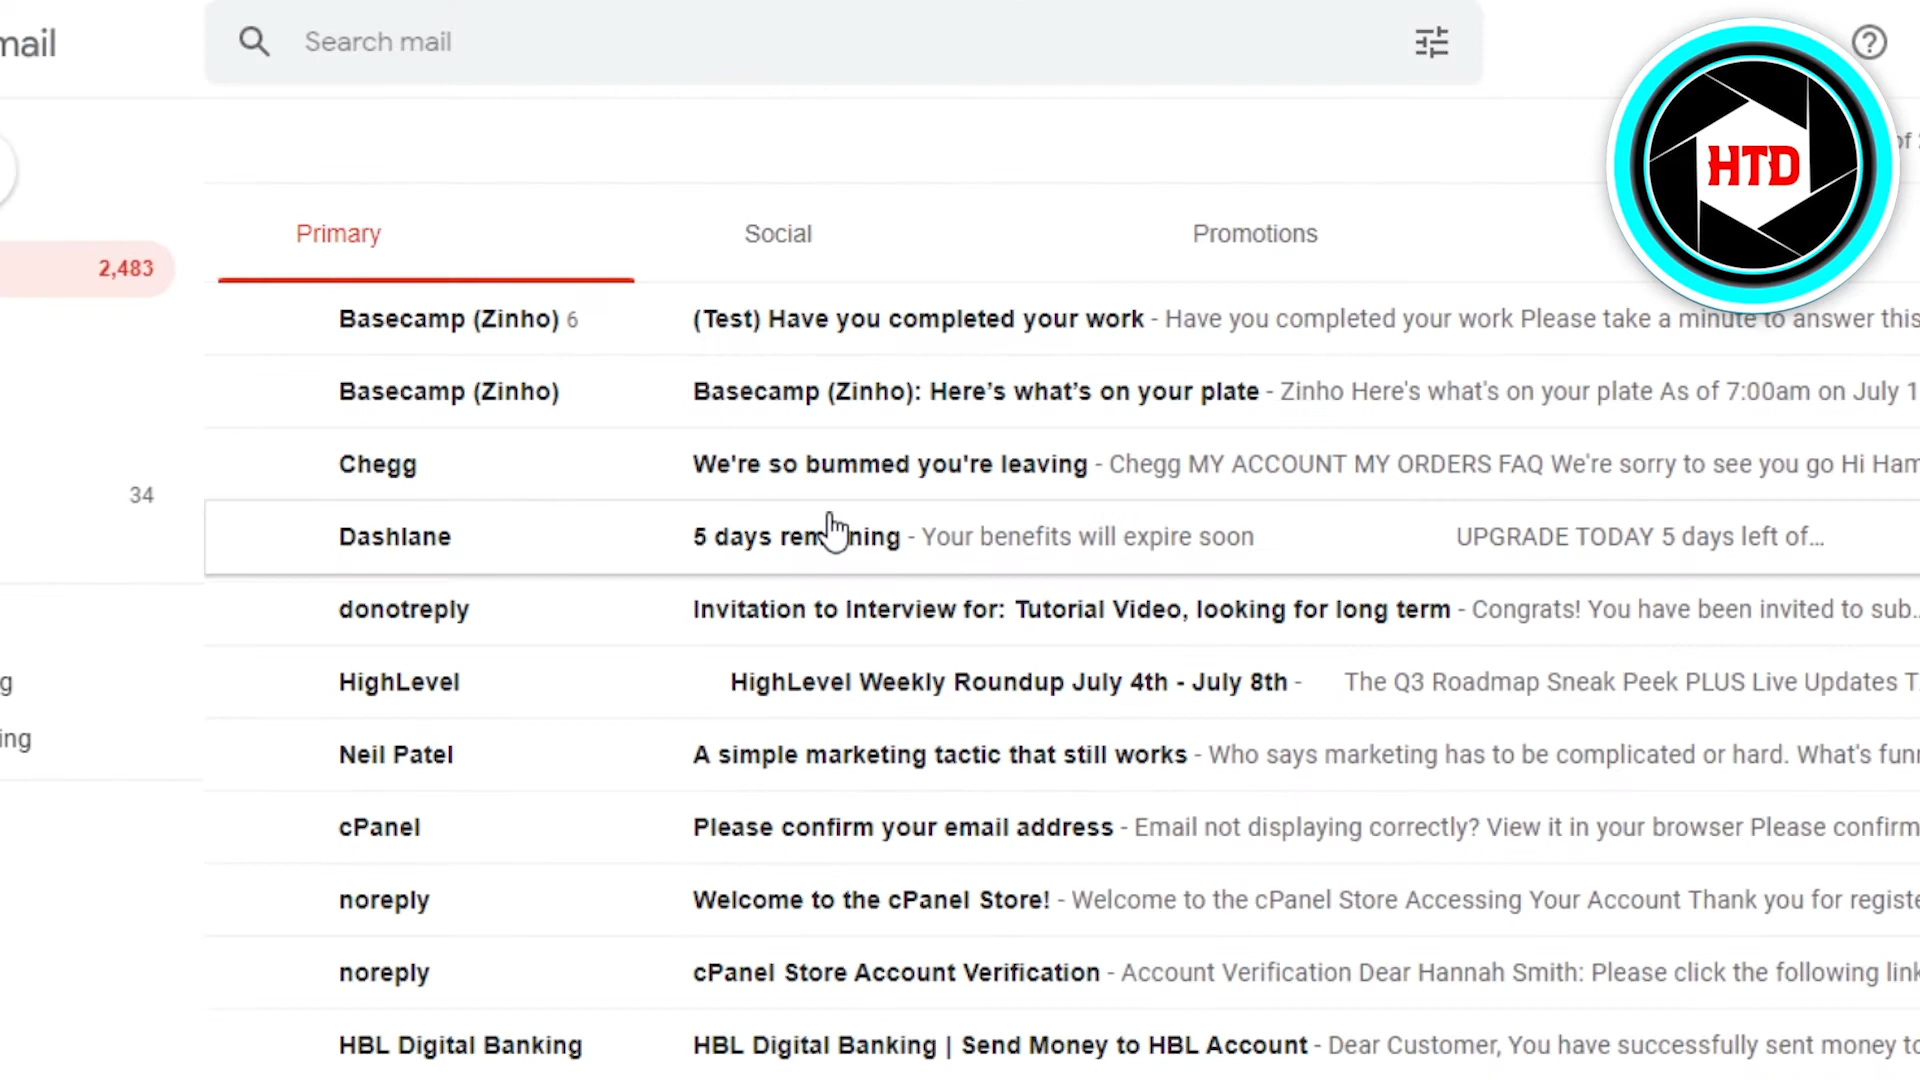 mail
Search mail
HTD
of
Primary
Social
Promotions
2,483
Basecamp (Zinho) 6 (Test) Have you completed your work - Have you completed your work Please take a minute to answer this
Basecamp (Zinho) Basecamp (Zinho): Here's what's on your plate - Zinho Here's what's on your plate As of 7:00am on July 1
Chegg We're so bummed you're leaving - Chegg MY ACCOUNT MY ORDERS FAQ We're sorry to see you go Hi Ham
34
Dashlane 5 days remaining - Your benefits will expire soon UPGRADE TODAY 5 days left of...
donotreply Invitation to Interview for: Tutorial Video, looking for long term - Congrats! You have been invited to sub...
g
HighLevel HighLevel Weekly Roundup July 4th - July 8th - The Q3 Roadmap Sneak Peek PLUS Live Updates T
ing
Neil Patel A simple marketing tactic that still works - Who says marketing has to be complicated or hard. What's funn
cPanel Please confirm your email address - Email not displaying correctly? View it in your browser Please confirm
noreply Welcome to the cPanel Store! - Welcome to the cPanel Store Accessing Your Account Thank you for registe
noreply cPanel Store Account Verification - Account Verification Dear Hannah Smith: Please click the following link
HBL Digital Banking HBL Digital Banking | Send Money to HBL Account - Dear Customer, You have successfully sent money to